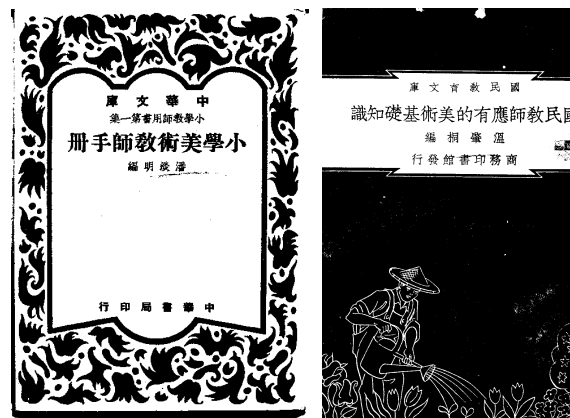 中華文庫
小學教師用書第一集
小學美術教師手冊
潘淡明編
中華書局印行
國民教育文庫
國民教師應有的美術基礎知識
溫肇桐編
商務印書館發行